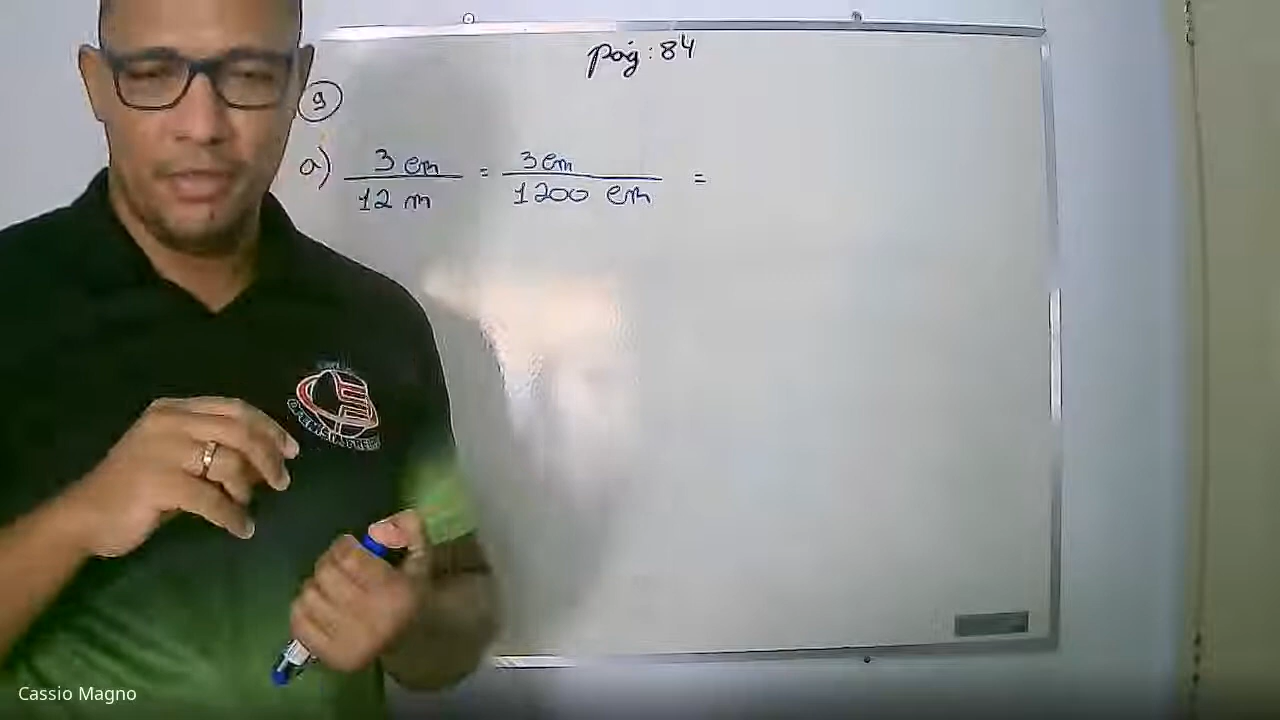 pág: 84
9
a) 3 cm / 12 m = 3 cm / 1200 cm =
Cassio Magno